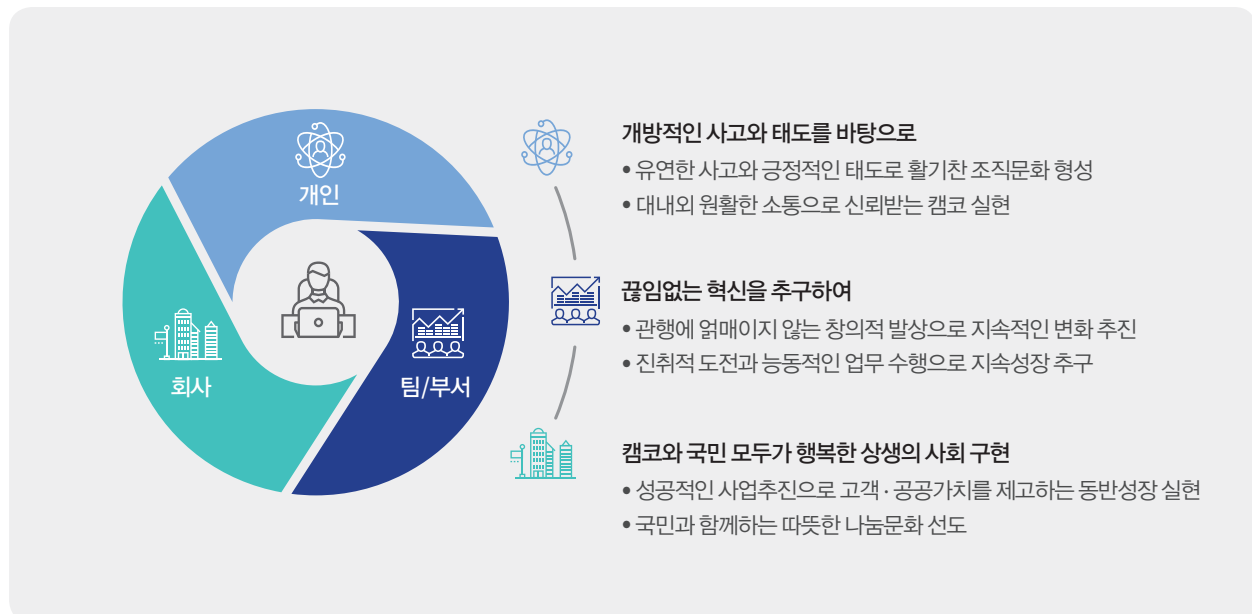 개인
회사
팀/부서
개방적인 사고와 태도를 바탕으로
• 유연한 사고와 긍정적인 태도로 활기찬 조직문화 형성
• 대내외 원활한 소통으로 신뢰받는 캠코 실현
끊임없는 혁신을 추구하여
• 관행에 얽매이지 않는 창의적 발상으로 지속적인 변화 추진
• 진취적 도전과 능동적인 업무 수행으로 지속성장 추구
캠코와 국민 모두가 행복한 상생의 사회 구현
• 성공적인 사업추진으로 고객 · 공공가치를 제고하는 동반성장 실현
• 국민과 함께하는 따뜻한 나눔문화 선도